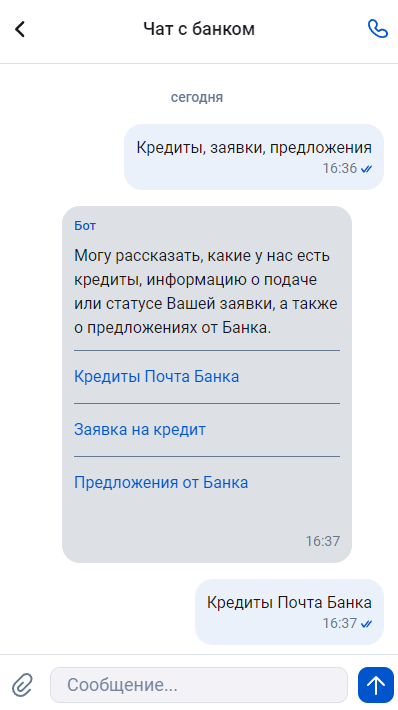 Чат с банком
сегодня
Кредиты, заявки, предложения
16:36
Бот
Могу рассказать, какие у нас есть
кредиты, информацию о подаче
или статусе Вашей заявки, а также
о предложениях от Банка.
Кредиты Почта Банка
Заявка на кредит
Предложения от Банка
16:37
Кредиты Почта Банка
16:37
Сообщение...